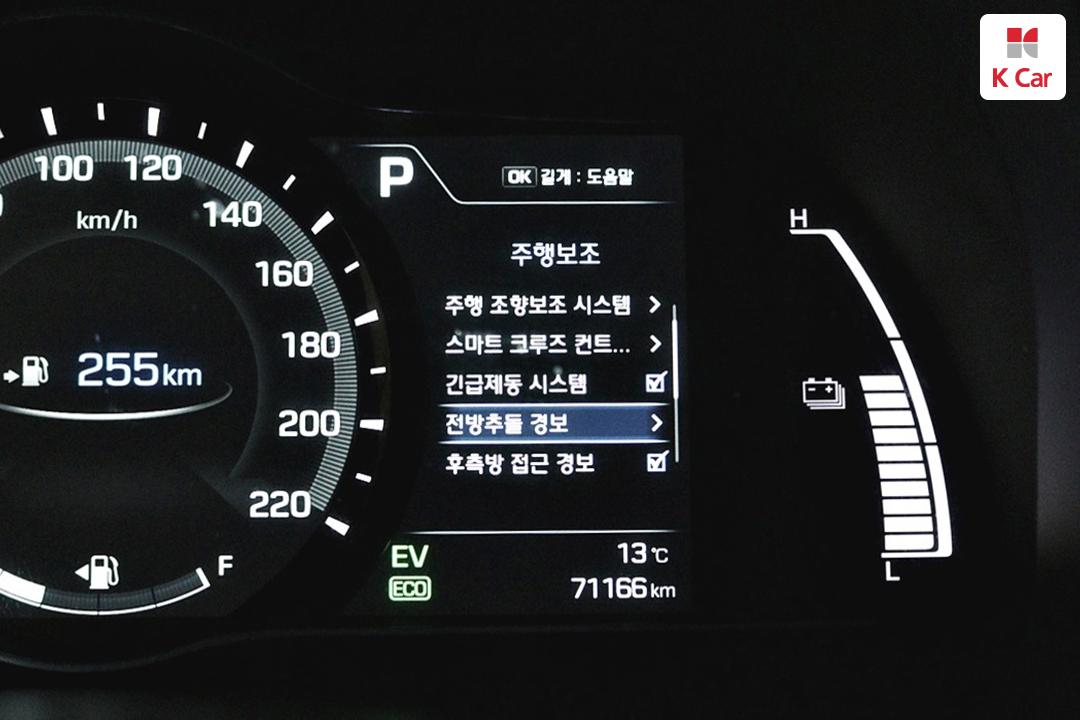 K Car
100
120
km/h
140
160
180
200
220
255km
F
P
OK 길게 : 도움말
주행보조
주행 조향보조 시스템
스마트 크루즈 컨트...
긴급제동 시스템
전방추돌 경보
후측방 접근 경보
EV
13℃
ECO
71166km
H
L